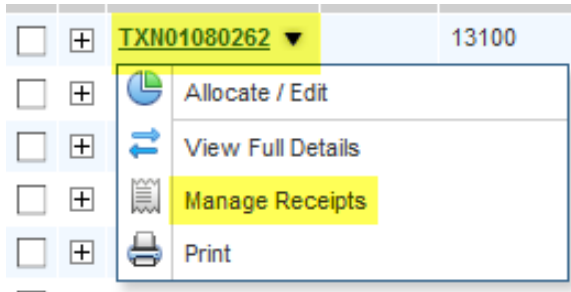 TXN01080262 13100
Allocate / Edit
View Full Details
Manage Receipts
Print